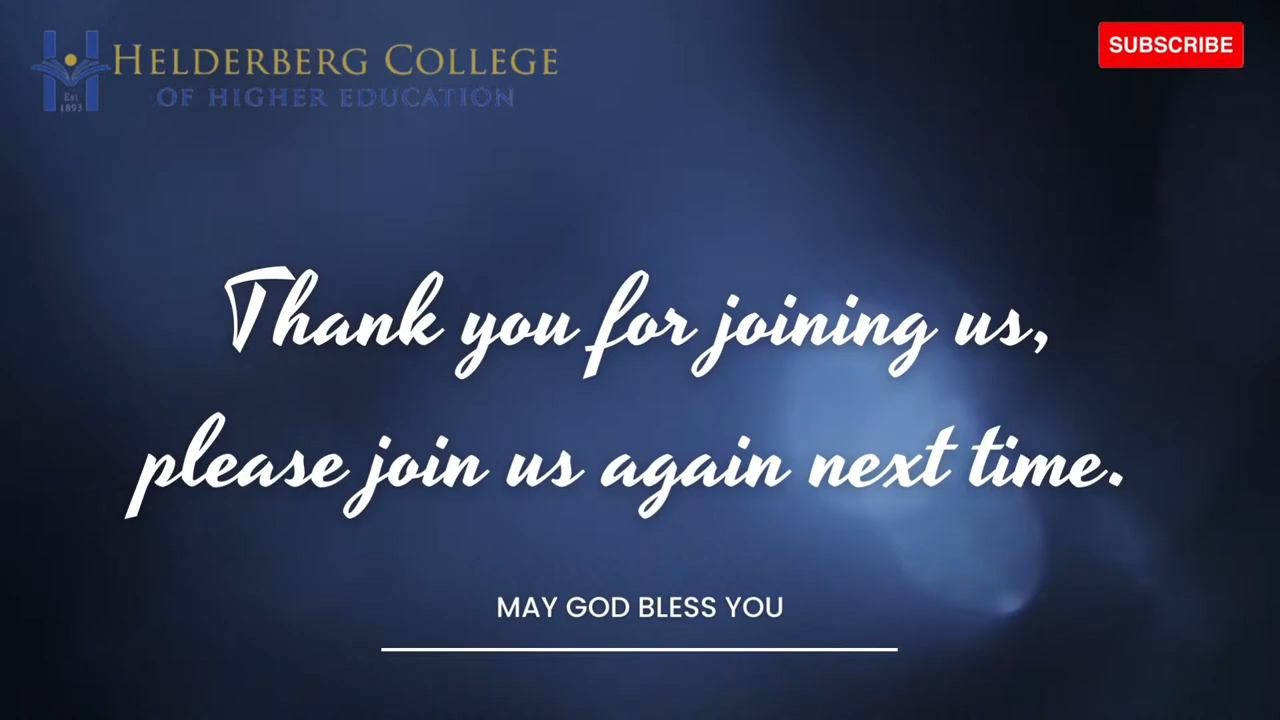 HELDERBERG COLLEGE
OF HIGHER EDUCATION
Est
1893
SUBSCRIBE
Thank you for joining us,
please join us again next time.
MAY GOD BLESS YOU